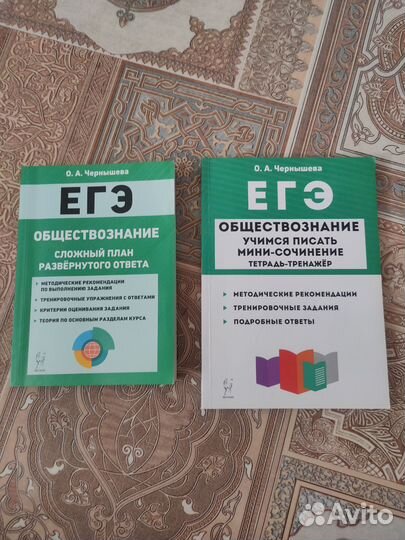 О. А. Чернышева
ЕГЭ
ОБЩЕСТВОЗНАНИЕ
СЛОЖНЫЙ ПЛАН
РАЗВЁРНУТОГО ОТВЕТА
МЕТОДИЧЕСКИЕ РЕКОМЕНДАЦИИ
ПО ВЫПОЛНЕНИЮ ЗАДАНИЯ
ТРЕНИРОВОЧНЫЕ УПРАЖНЕНИЯ С ОТВЕТАМИ
КРИТЕРИИ ОЦЕНИВАНИЯ ЗАДАНИЯ
ТЕОРИЯ ПО ОСНОВНЫМ РАЗДЕЛАМ КУРСА
О. А. Чернышева
ЕГЭ
ОБЩЕСТВОЗНАНИЕ
УЧИМСЯ ПИСАТЬ
МИНИ-СОЧИНЕНИЕ
ТЕТРАДЬ-ТРЕНАЖЁР
МЕТОДИЧЕСКИЕ РЕКОМЕНДАЦИИ
ТРЕНИРОВОЧНЫЕ ЗАДАНИЯ
ПОДРОБНЫЕ ОТВЕТЫ
Avito